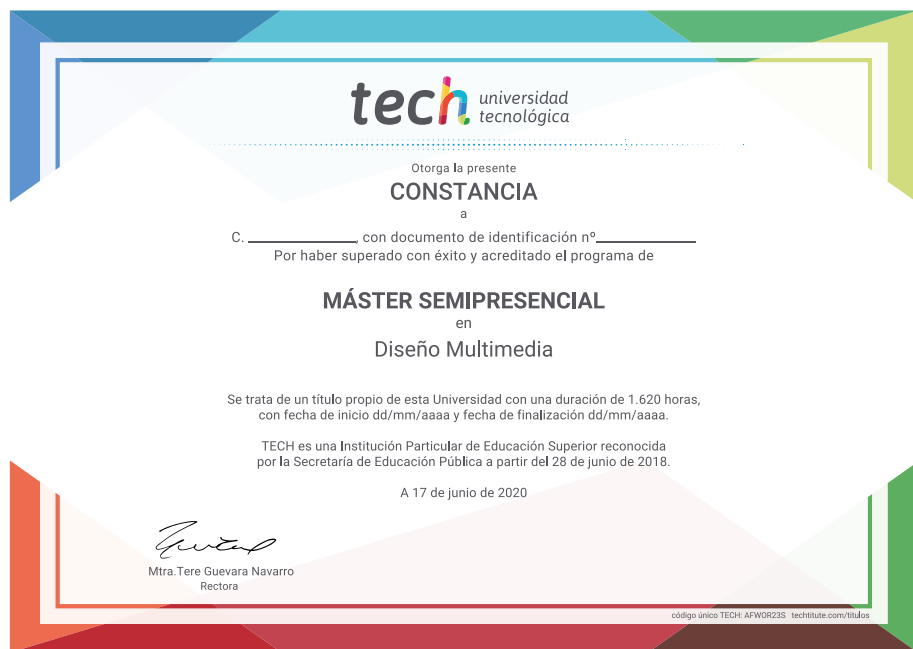 tech universidad
tecnológica
Otorga la presente
CONSTANCIA
a
C. ____________, con documento de identificación nº____________
Por haber superado con éxito y acreditado el programa de
MÁSTER SEMIPRESENCIAL
en
Diseño Multimedia
Se trata de un título propio de esta Universidad con una duración de 1.620 horas,
con fecha de inicio dd/mm/aaaa y fecha de finalización dd/mm/aaaa.
TECH es una Institución Particular de Educación Superior reconocida
por la Secretaría de Educación Pública a partir del 28 de junio de 2018.
A 17 de junio de 2020
Mtra.Tere Guevara Navarro
Rectora
código único TECH: AFWOR23S techtitute.com/titulos